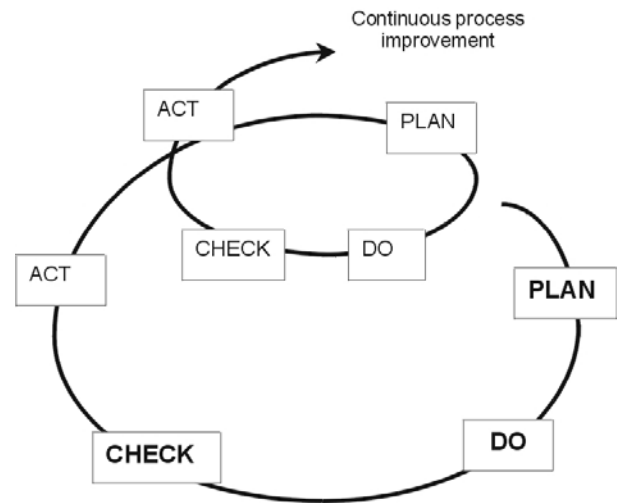 Continuous process
improvement
ACT
PLAN
CHECK
DO
ACT
PLAN
CHECK
DO